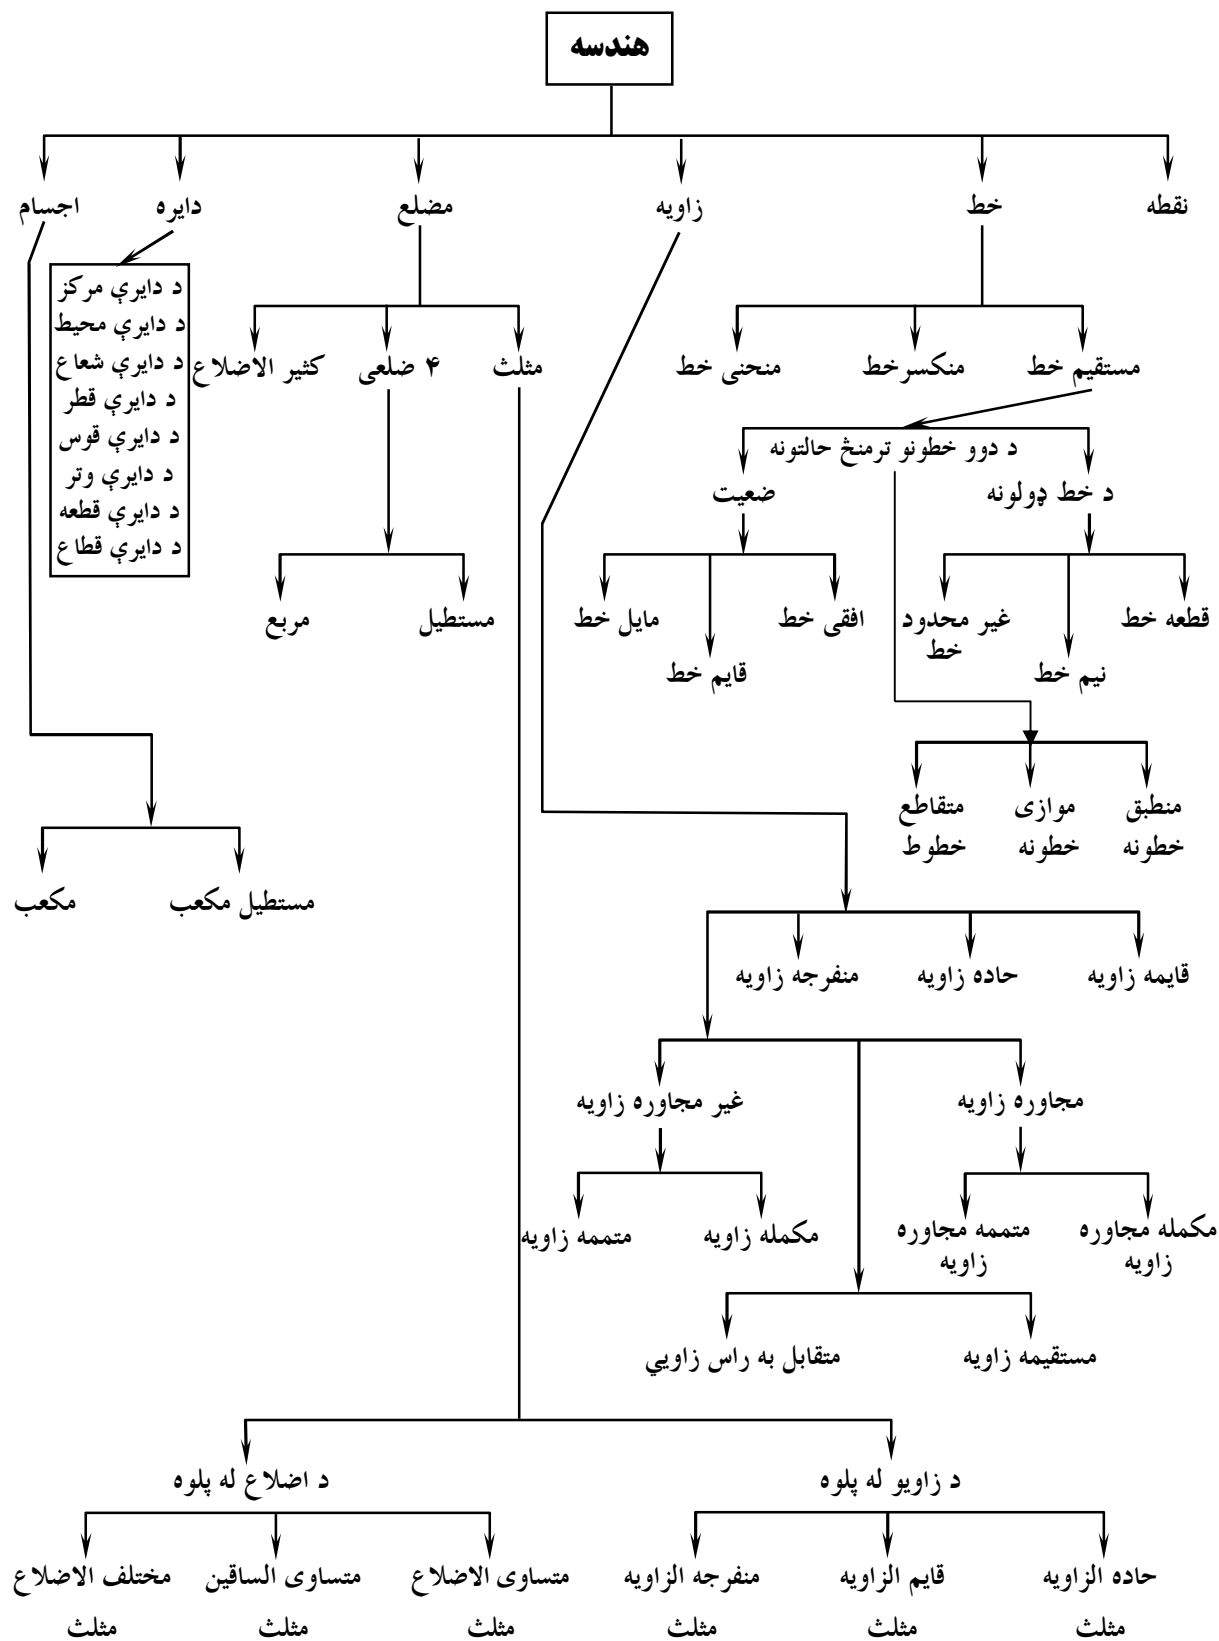 هندسه
نقطه
خط
زاویه
مضلع
دایره
اجسام
د دایرې مرکز
د دایرې محیط
د دایرې شعاع
د دایرې قطر
د دایرې قوس
د دایرې وتر
د دایرې قطعه
د دایرې قطاع
مستقیم خط
منکسرخط
منحنی خط
مثلث
۴ ضلعی
کثیر الاضلاع
د دوو خطونو ترمنځ حالتونه
د خط ډولونه
ضعیت
قطعه خط
غیر محدود
خط
نیم خط
افقی خط
مایل خط
قایم خط
مستطیل
مربع
منطبق
خطونه
موازی
خطونه
متقاطع
خطوط
مستطیل مکعب
مکعب
قایمه زاویه
حاده زاویه
منفرجه زاویه
مجاوره زاویه
غیر مجاوره زاویه
مکمله مجاوره
زاویه
متممه مجاوره
زاویه
مکمله زاویه
متممه زاویه
مستقیمه زاویه
متقابل به راس زاویې
د زاویو له پلوه
د اضلاع له پلوه
حاده الزاویه
مثلث
قایم الزاویه
مثلث
منفرجه الزاویه
مثلث
متساوی الاضلاع
مثلث
متساوی الساقین
مثلث
مختلف الاضلاع
مثلث